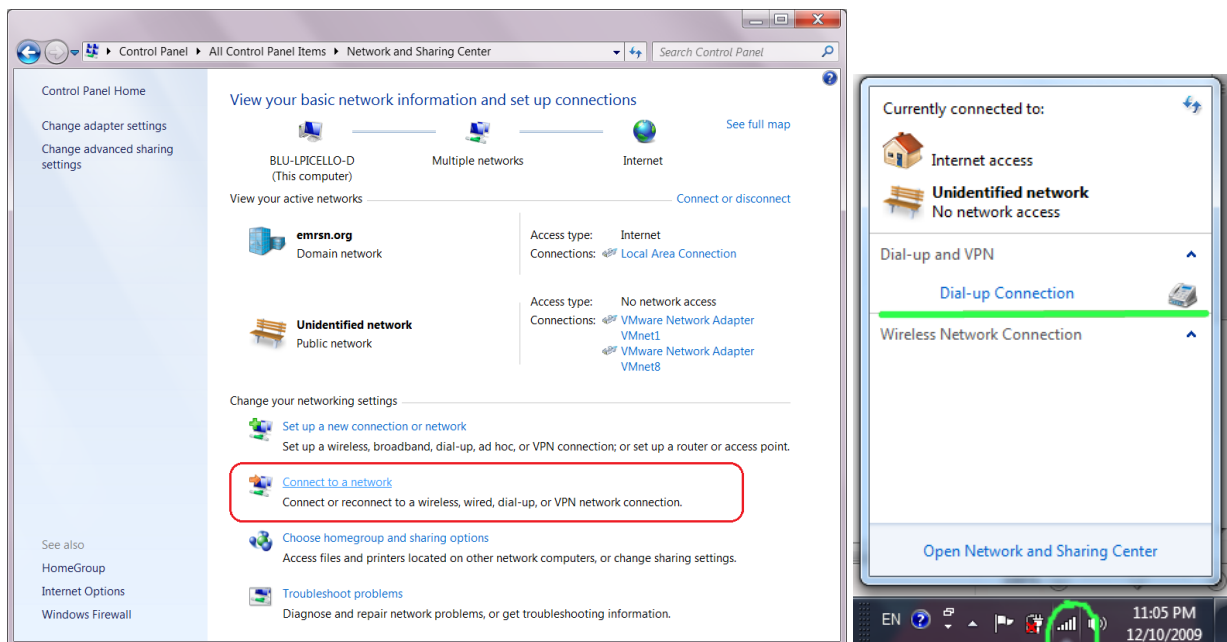 Control Panel ▸ All Control Panel Items ▸ Network and Sharing Center
Search Control Panel
Control Panel Home
Change adapter settings
Change advanced sharing
settings
See also
HomeGroup
Internet Options
Windows Firewall
View your basic network information and set up connections
See full map
BLU-LPICELLO-D
(This computer)
Multiple networks
Internet
View your active networks
Connect or disconnect
emrsn.org
Domain network
Access type: Internet
Connections: Local Area Connection
Unidentified network
Public network
Access type: No network access
Connections: VMware Network Adapter
VMnet1
VMware Network Adapter
VMnet8
Change your networking settings
Set up a new connection or network
Set up a wireless, broadband, dial-up, ad hoc, or VPN connection; or set up a router or access point.
Connect to a network
Connect or reconnect to a wireless, wired, dial-up, or VPN network connection.
Choose homegroup and sharing options
Access files and printers located on other network computers, or change sharing settings.
Troubleshoot problems
Diagnose and repair network problems, or get troubleshooting information.
Currently connected to:
Internet access
Unidentified network
No network access
Dial-up and VPN
Dial-up Connection
Wireless Network Connection
Open Network and Sharing Center
EN
11:05 PM
12/10/2009